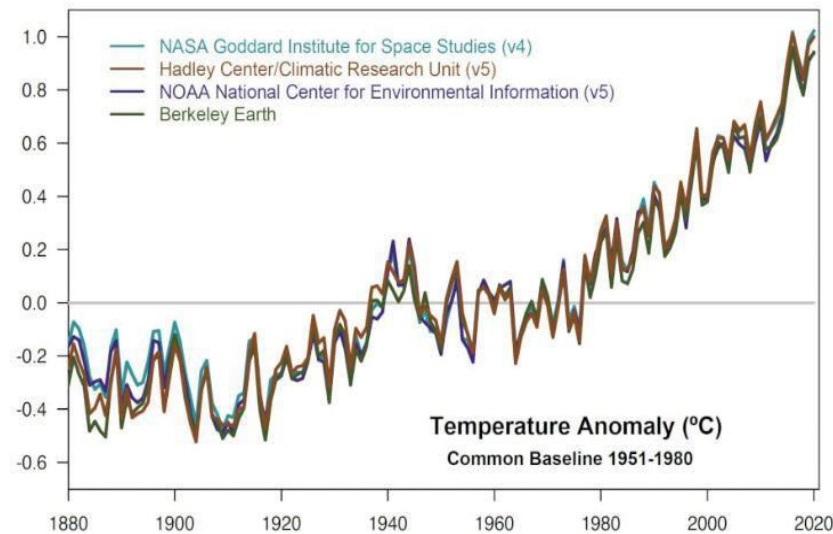 1.0
0.8
0.6
0.4
0.2
0.0
-0.2
-0.4
-0.6
NASA Goddard Institute for Space Studies (v4)
Hadley Center/Climatic Research Unit (v5)
NOAA National Center for Environmental Information (v5)
Berkeley Earth
Temperature Anomaly (ºC)
Common Baseline 1951-1980
1880 1900 1920 1940 1960 1980 2000 2020